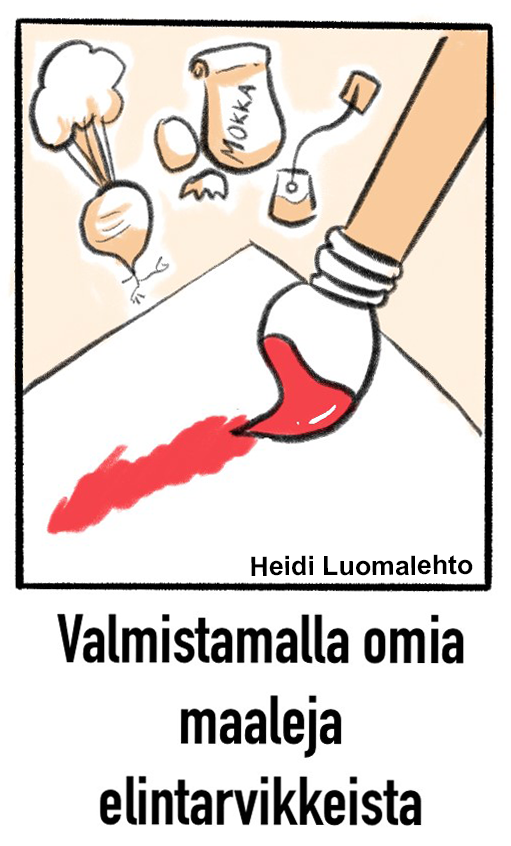 MOKKA
Heidi Luomalehto
Valmistamalla omia
maaleja
elintarvikkeista